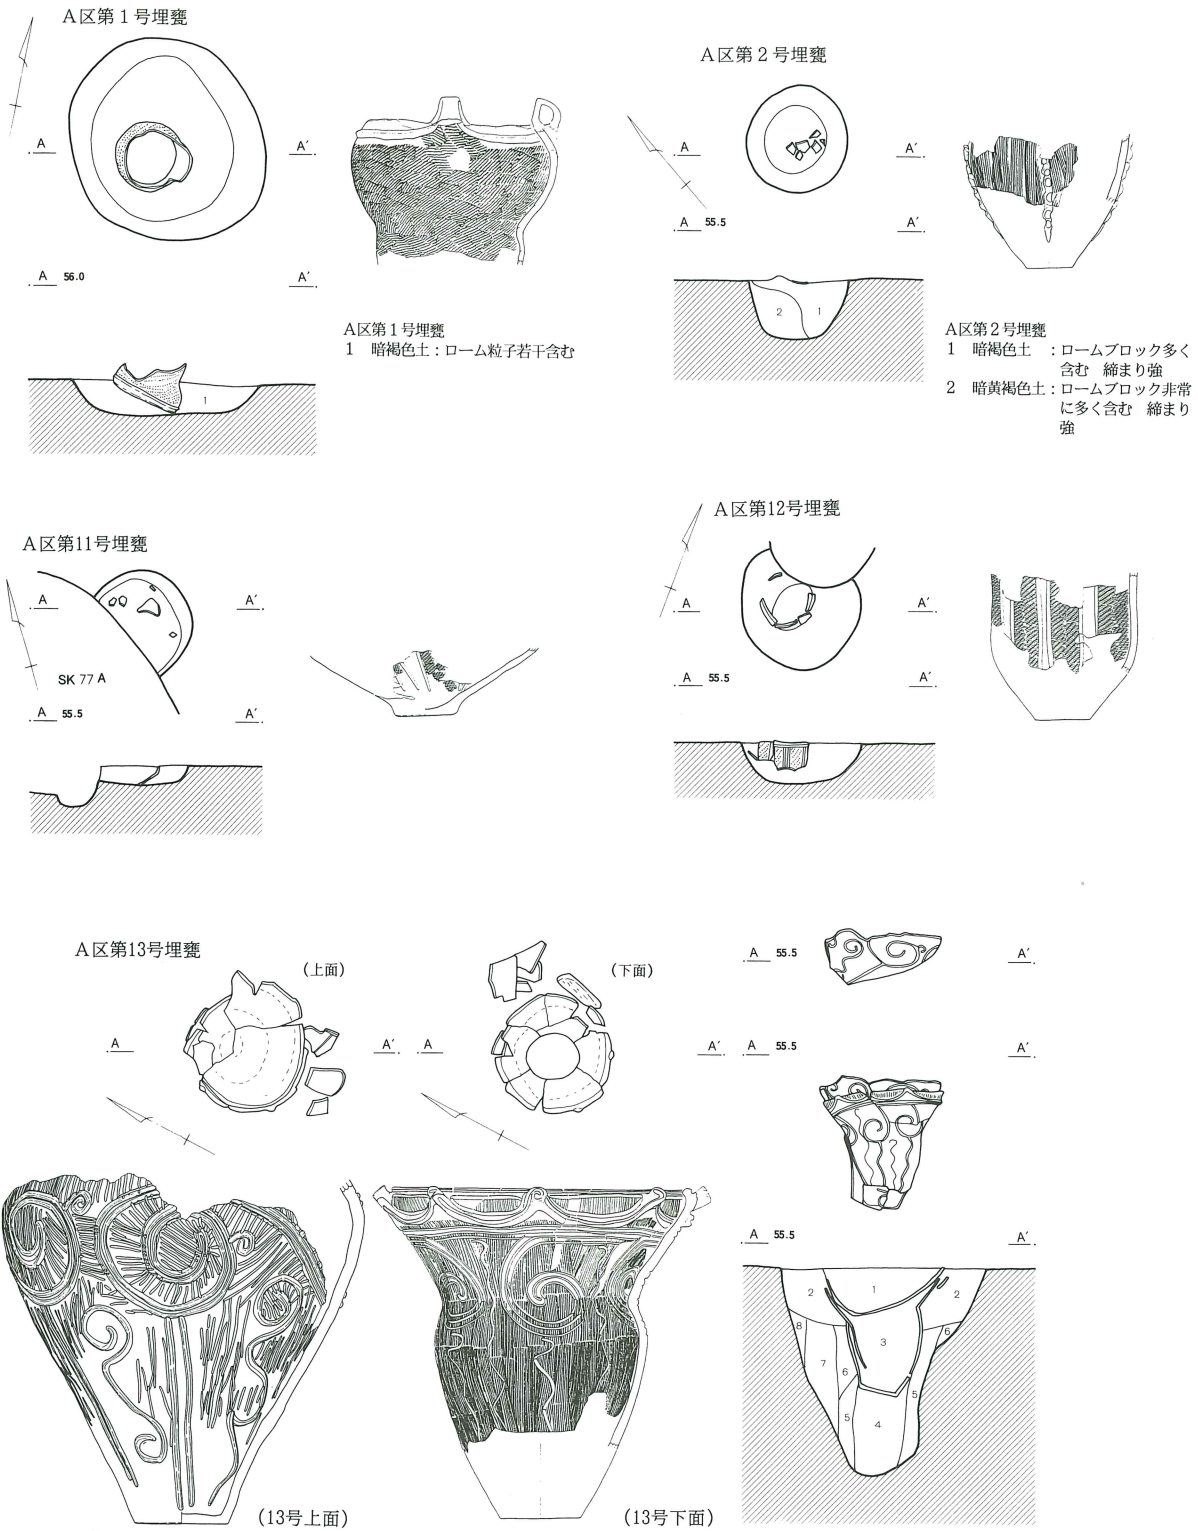 A区第1号埋甕
A A′
A 56.0 A′
1
A区第1号埋甕
1 暗褐色土：ローム粒子若干含む
A区第2号埋甕
A A′
A 55.5 A′
2 1
A区第2号埋甕
1 暗褐色土 ：ロームブロック多く
含む 締まり強
2 暗黄褐色土：ロームブロック非常
に多く含む 締まり
強
A区第11号埋甕
A A′
SK 77 A
A 55.5 A′
A区第12号埋甕
A A′
A 55.5 A′
A区第13号埋甕
(上面)
A A′
(下面)
A A′
A 55.5 A′
A 55.5 A′
A 55.5 A′
2 1 2
8 3 6
7 6
5 4 5
(13号上面)
(13号下面)